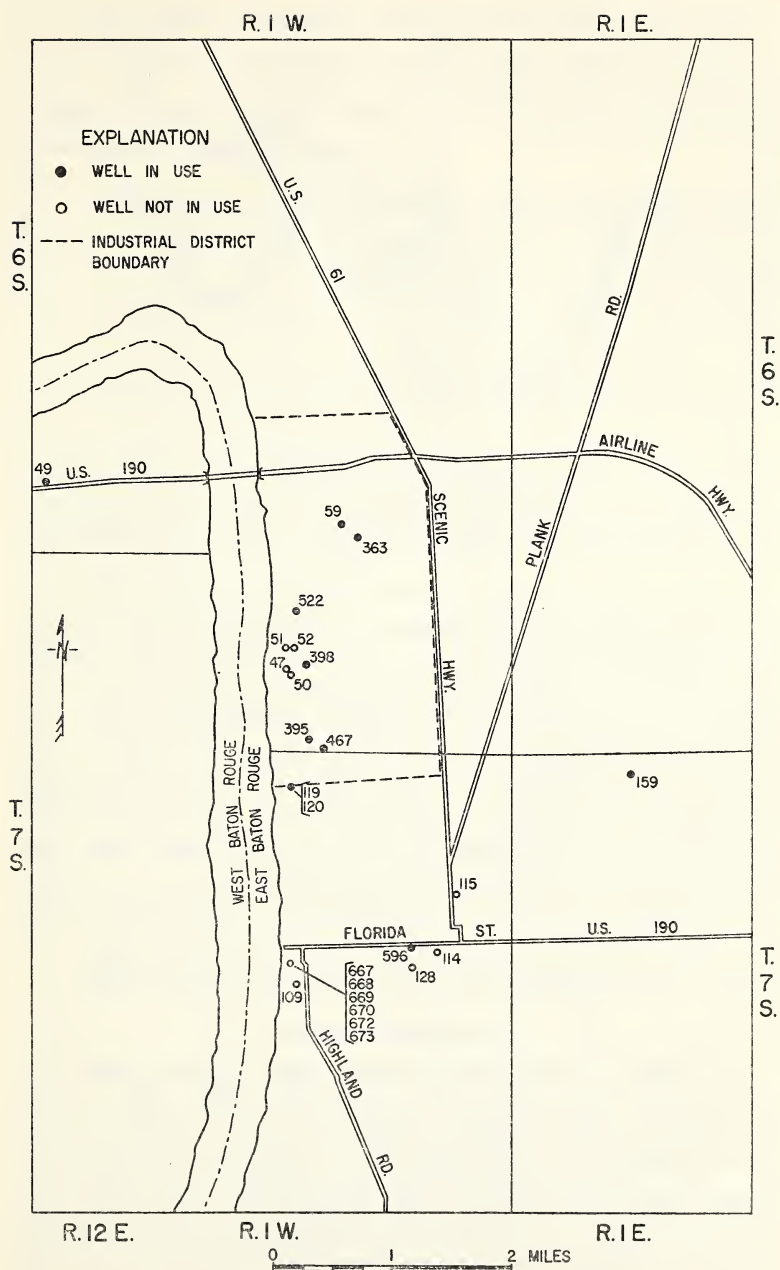 R. 1 W.
R. 1 E.
EXPLANATION
WELL IN USE
WELL NOT IN USE
INDUSTRIAL DISTRICT
BOUNDARY
T.
6
S.
T.
6
S.
U.S.
61
PLANK
RD.
AIRLINE
HWY.
49
U.S. 190
59
363
SCENIC
HWY.
522
51
52
398
47
50
N
395
467
119
120
159
T.
7
S.
WEST BATON ROUGE
EAST BATON ROUGE
115
FLORIDA
ST.
U.S. 190
596
114
128
109
667
668
669
670
672
673
T.
7
S.
HIGHLAND
RD.
R. 12 E.
R. 1 W.
R. 1 E.
0 1 2 MILES